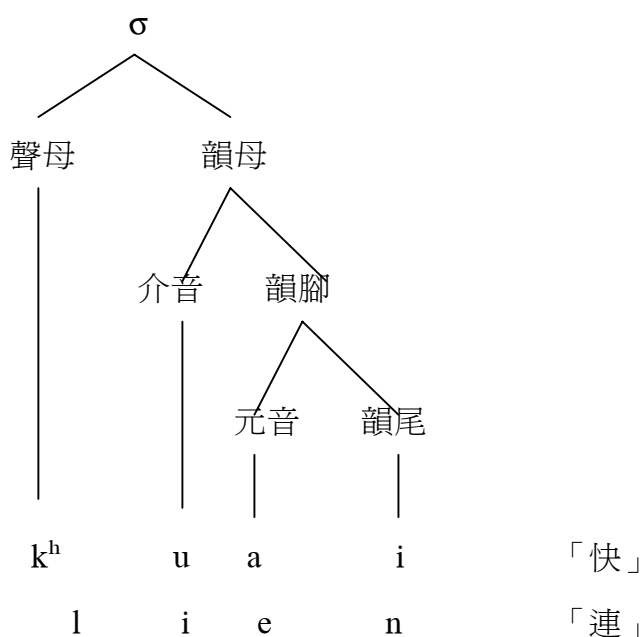 σ
聲母 韻母
介音 韻腳
元音 韻尾
kʰ u a i 「快」
l i e n 「連」